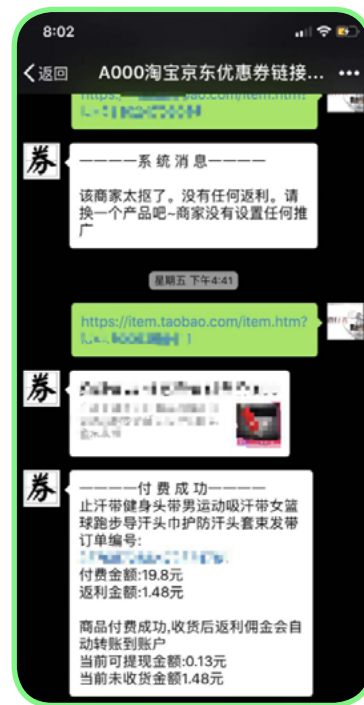 8:02
返回
A000淘宝京东优惠券链接...
券
————系统消息————
该商家太抠了。没有任何返利。请
换一个产品吧~商家没有设置任何推
广
星期五 下午4:41
https://item.taobao.com/item.htm?
券
券
————付费成功————
止汗带健身头带男运动吸汗带女篮
球跑步导汗头巾护防汗头套束发带
订单编号:
付费金额:19.8元
返利金额:1.48元
商品付费成功,收货后返利佣金会自
动转账到账户
当前可提现金额:0.13元
当前未收货金额1.48元